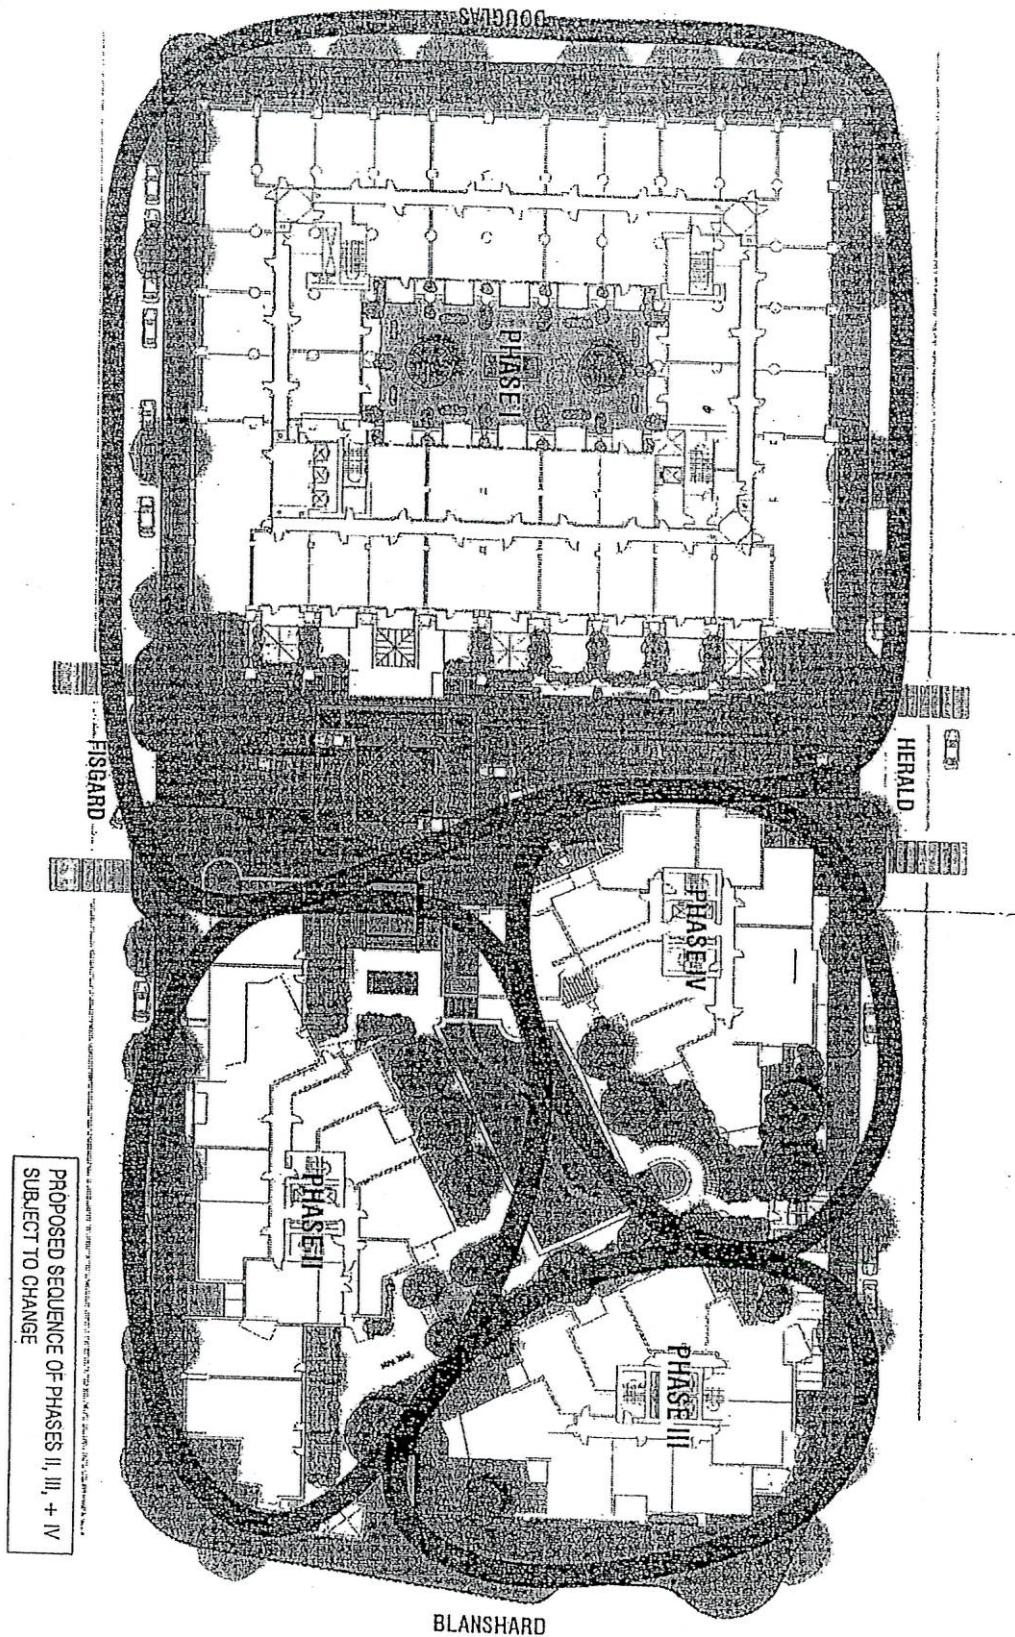 DOUGLAS
PHASE I
FISGARD
HERALD
PHASE IV
PHASE II
PHASE III
PROPOSED SEQUENCE OF PHASES II, III, + IV
SUBJECT TO CHANGE
BLANSHARD